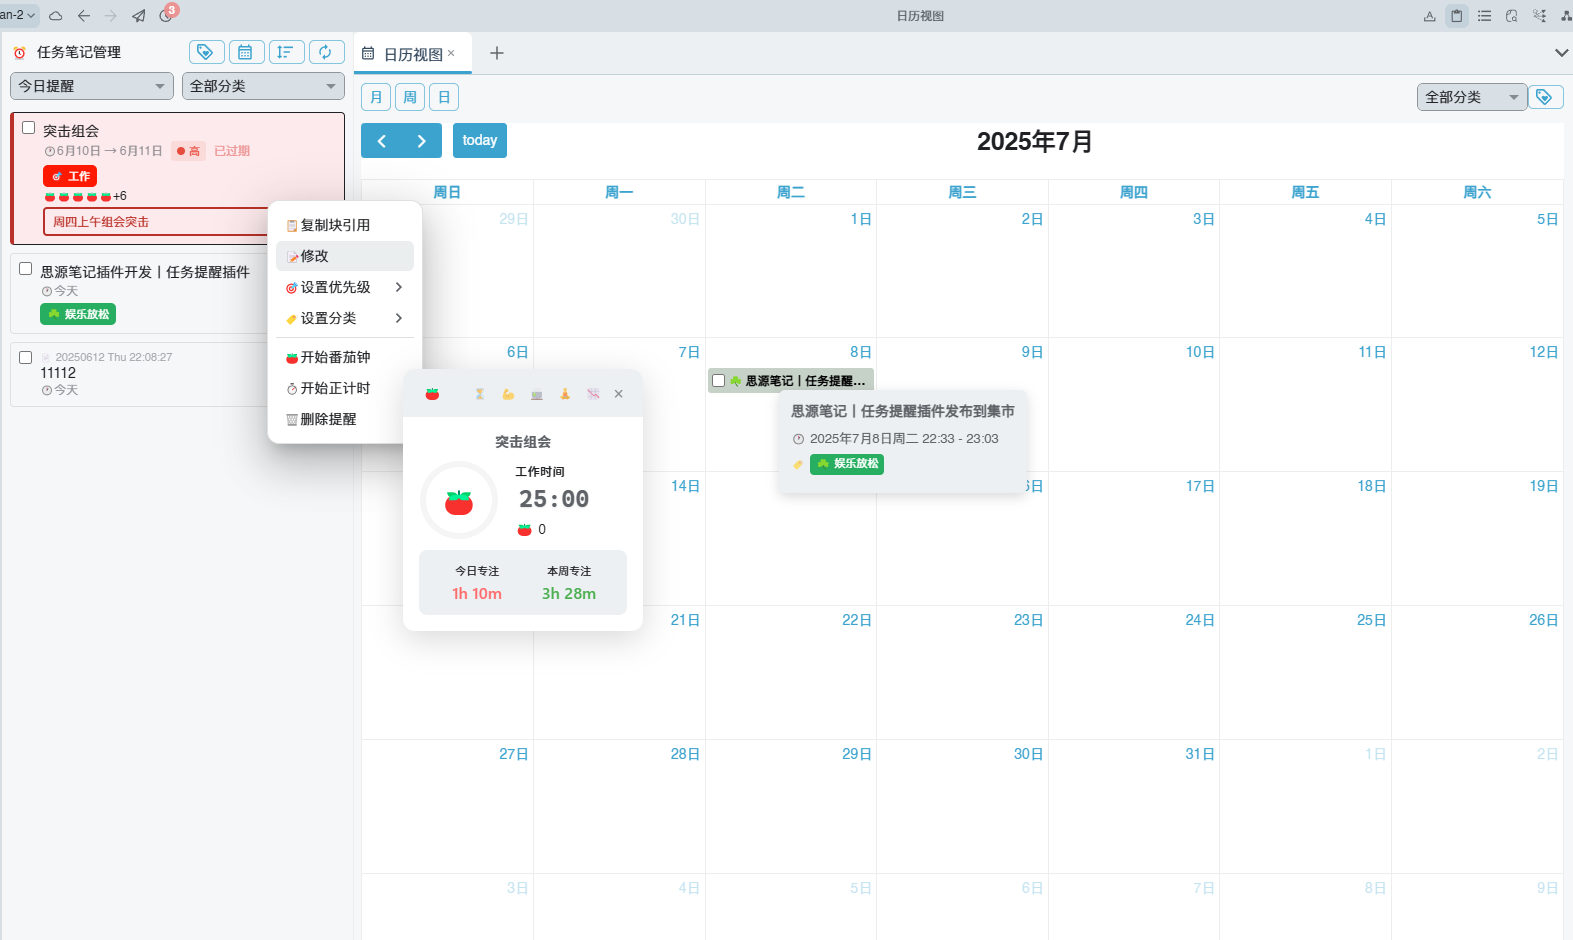 an-2
3
日历视图
任务笔记管理
今日提醒
全部分类
突击组会
6月10日 → 6月11日
高
已过期
工作
+6
周四上午组会突击
思源笔记插件开发丨任务提醒插件
今天
娱乐放松
20250612 Thu 22:08:27
11112
今天
复制块引用
修改
设置优先级
设置分类
开始番茄钟
开始正计时
删除提醒
日历视图
月
周
日
全部分类
today
2025年7月
周日
周一
周二
周三
周四
周五
周六
29日
30日
1日
2日
3日
4日
5日
6日
7日
8日
9日
10日
11日
12日
思源笔记丨任务提醒...
思源笔记丨任务提醒插件发布到集市
2025年7月8日周二 22:33 - 23:03
娱乐放松
突击组会
工作时间
25:00
0
今日专注
本周专注
1h 10m
3h 28m
14日
6日
17日
18日
19日
21日
22日
23日
24日
25日
26日
27日
28日
29日
30日
31日
1日
2日
3日
4日
5日
6日
7日
8日
9日